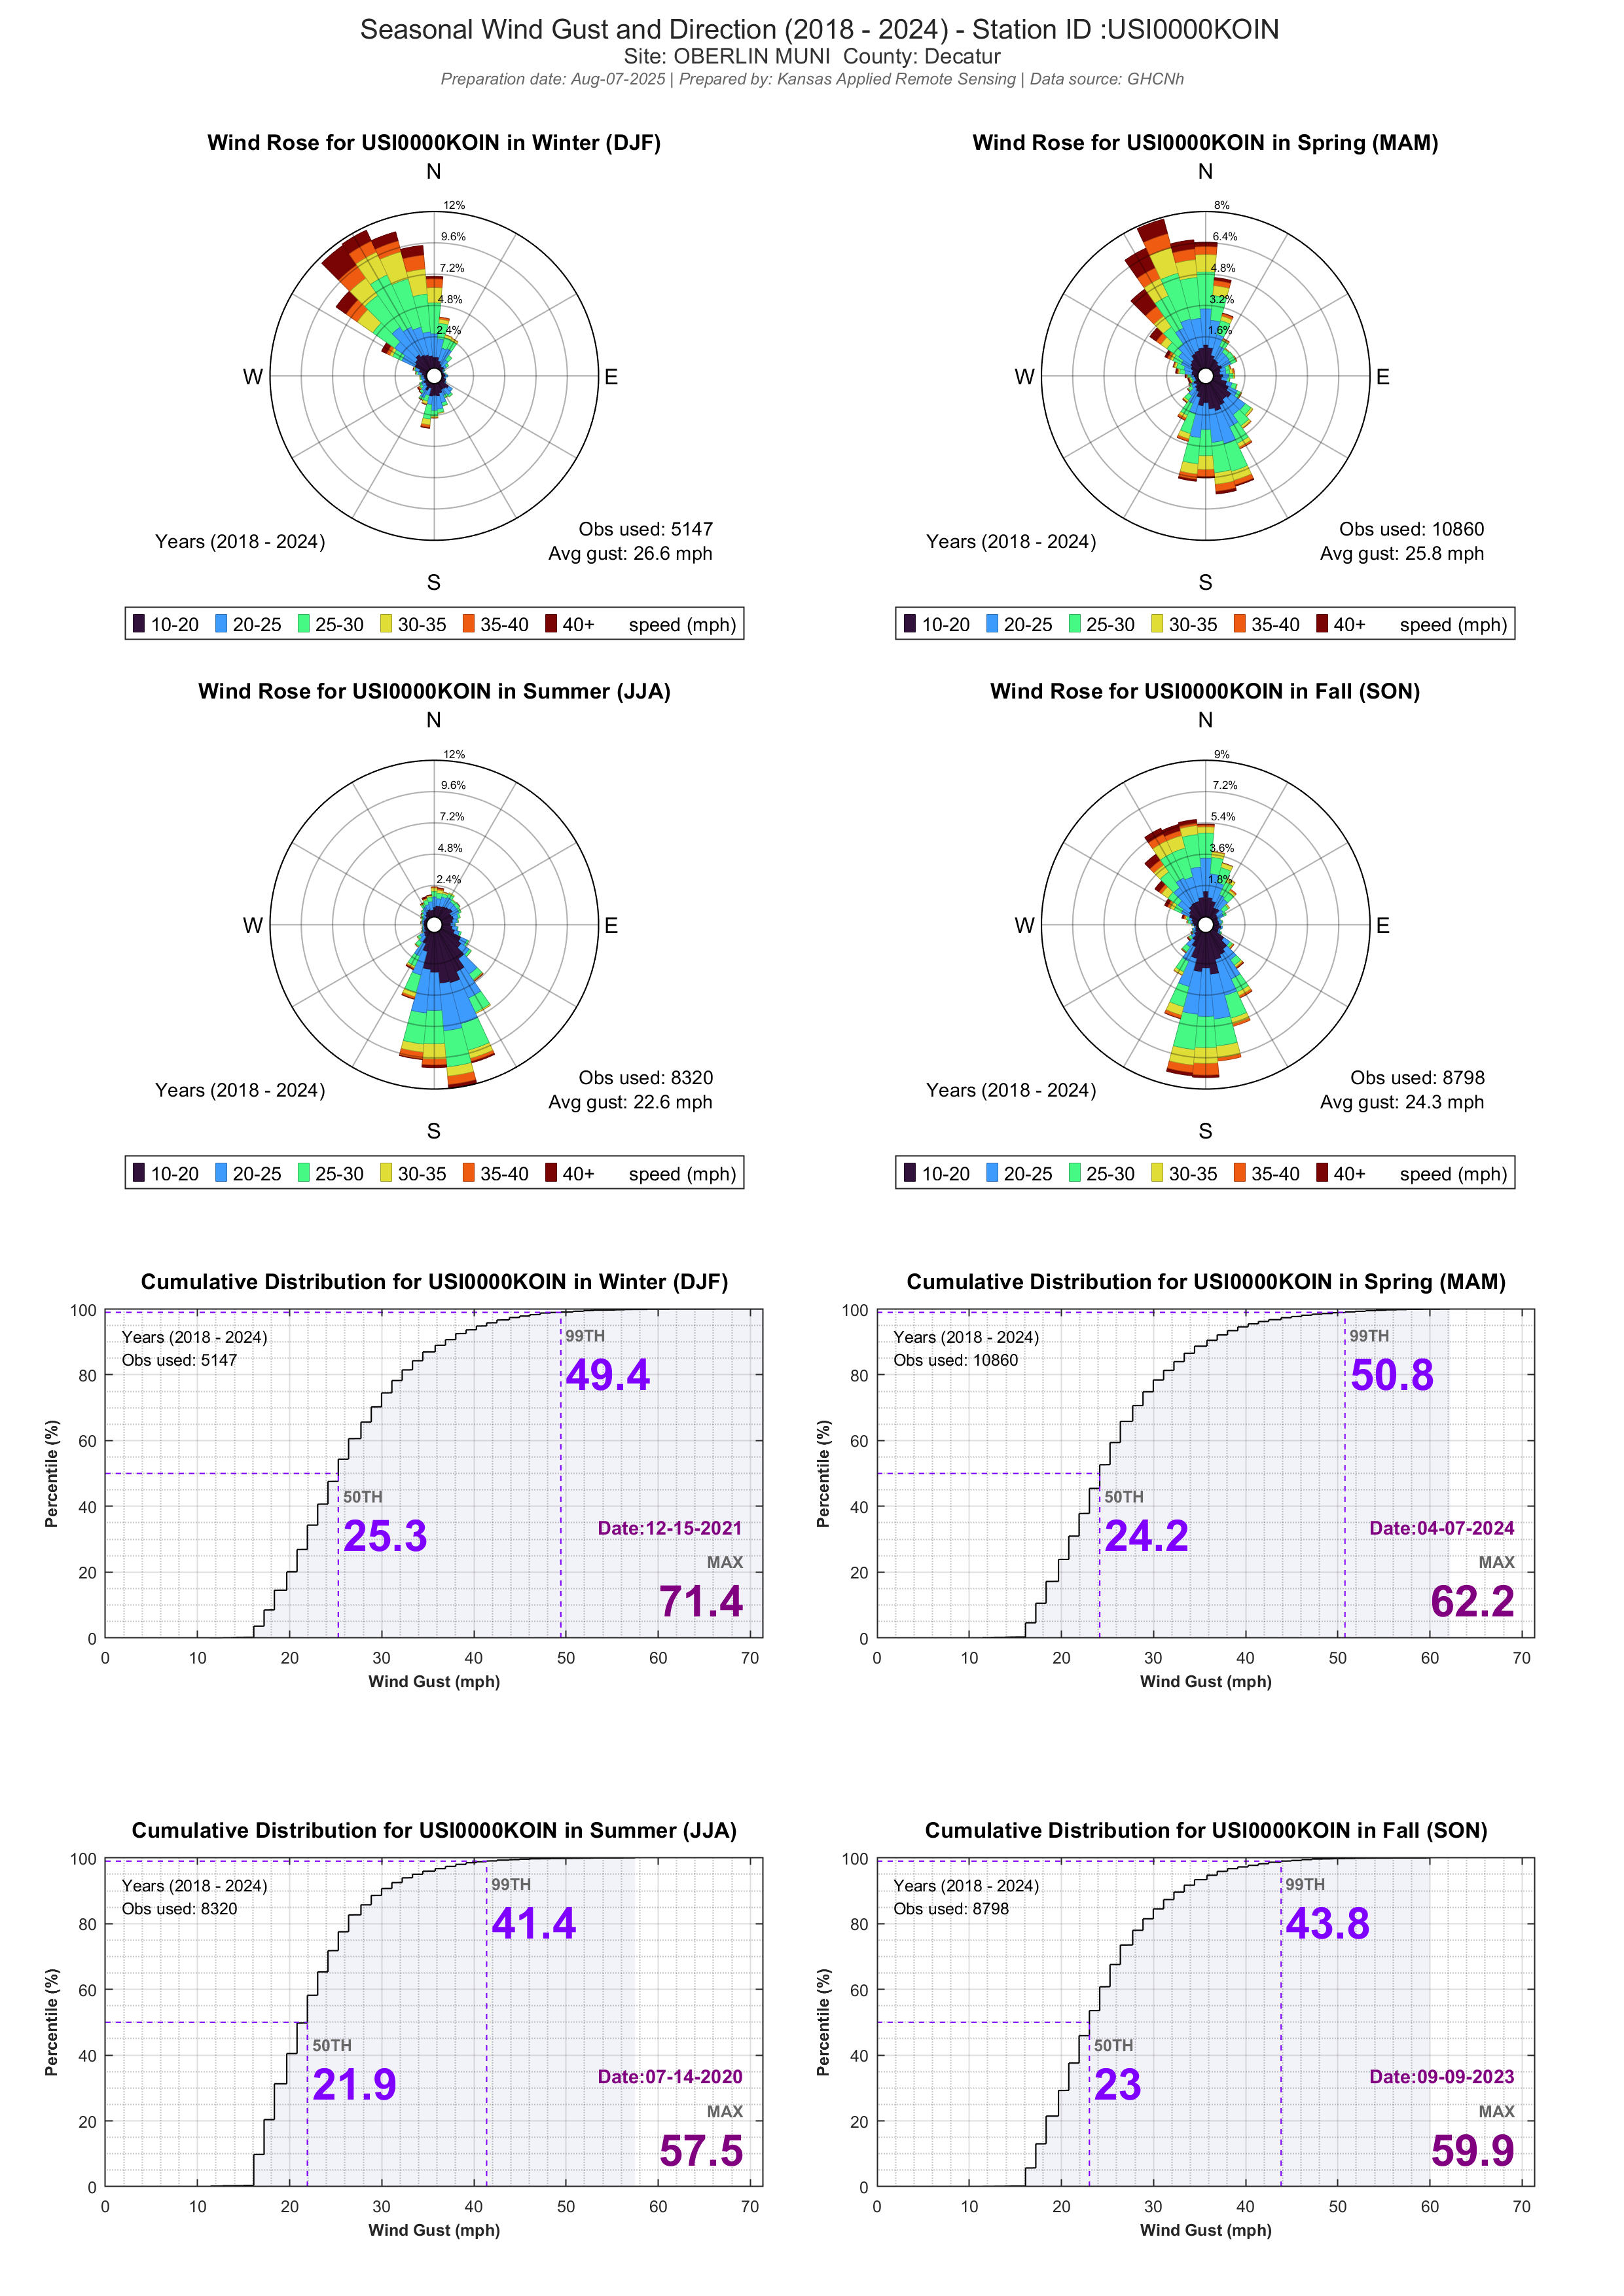 Seasonal Wind Gust and Direction (2018 - 2024) - Station ID :USI0000KOIN
Site: OBERLIN MUNI  County: Decatur
Preparation date: Aug-07-2025 | Prepared by: Kansas Applied Remote Sensing | Data source: GHCNh
Wind Rose for USI0000KOIN in Winter (DJF)
N
12%
9.6%
7.2%
4.8%
2.4%
W
E
Years (2018 - 2024)
Obs used: 5147
Avg gust: 26.6 mph
S
10-20 20-25 25-30 30-35 35-40 40+ speed (mph)
Wind Rose for USI0000KOIN in Spring (MAM)
N
8%
6.4%
4.8%
3.2%
1.6%
W
E
Years (2018 - 2024)
Obs used: 10860
Avg gust: 25.8 mph
S
10-20 20-25 25-30 30-35 35-40 40+ speed (mph)
Wind Rose for USI0000KOIN in Summer (JJA)
N
12%
9.6%
7.2%
4.8%
2.4%
W
E
Years (2018 - 2024)
Obs used: 8320
Avg gust: 22.6 mph
S
10-20 20-25 25-30 30-35 35-40 40+ speed (mph)
Wind Rose for USI0000KOIN in Fall (SON)
N
9%
7.2%
5.4%
3.6%
1.8%
W
E
Years (2018 - 2024)
Obs used: 8798
Avg gust: 24.3 mph
S
10-20 20-25 25-30 30-35 35-40 40+ speed (mph)
Cumulative Distribution for USI0000KOIN in Winter (DJF)
100
80
60
40
20
0
Percentile (%)
Years (2018 - 2024)
Obs used: 5147
99TH
49.4
50TH
25.3
Date:12-15-2021
MAX
71.4
0 10 20 30 40 50 60 70
Wind Gust (mph)
Cumulative Distribution for USI0000KOIN in Spring (MAM)
100
80
60
40
20
0
Percentile (%)
Years (2018 - 2024)
Obs used: 10860
99TH
50.8
50TH
24.2
Date:04-07-2024
MAX
62.2
0 10 20 30 40 50 60 70
Wind Gust (mph)
Cumulative Distribution for USI0000KOIN in Summer (JJA)
100
80
60
40
20
0
Percentile (%)
Years (2018 - 2024)
Obs used: 8320
99TH
41.4
50TH
21.9
Date:07-14-2020
MAX
57.5
0 10 20 30 40 50 60 70
Wind Gust (mph)
Cumulative Distribution for USI0000KOIN in Fall (SON)
100
80
60
40
20
0
Percentile (%)
Years (2018 - 2024)
Obs used: 8798
99TH
43.8
50TH
23
Date:09-09-2023
MAX
59.9
0 10 20 30 40 50 60 70
Wind Gust (mph)